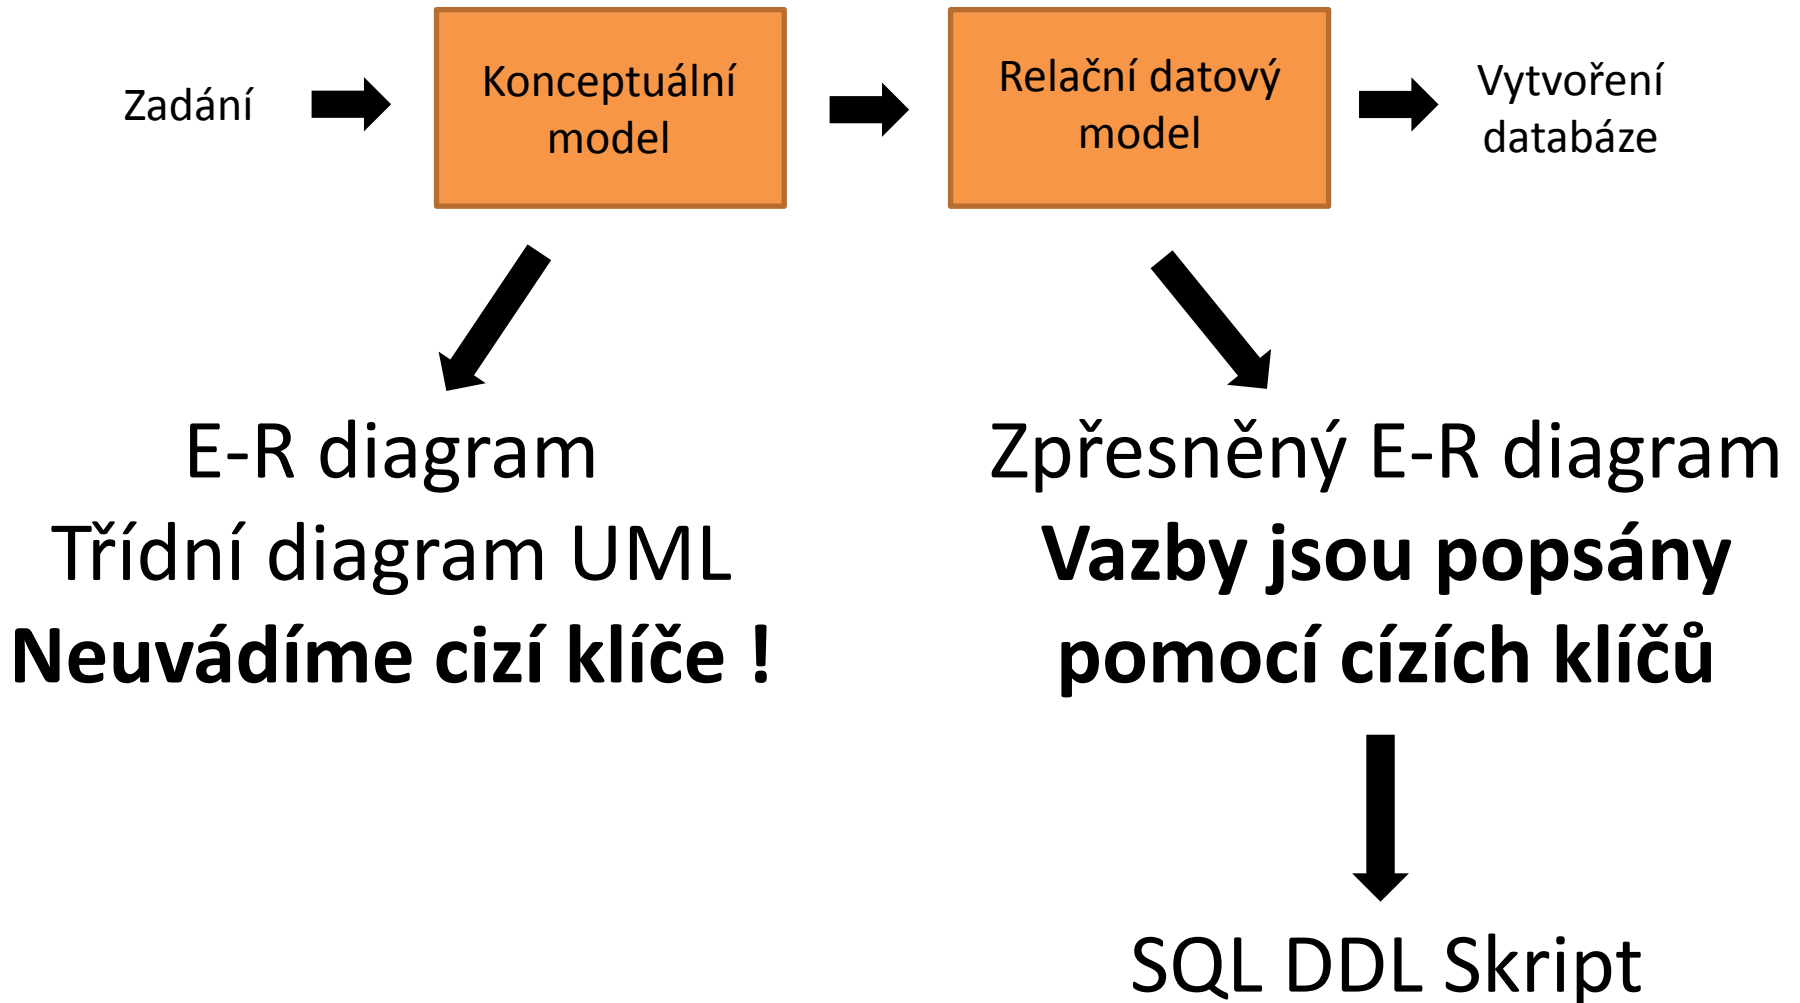 Zadání
Konceptuální
model
Relační datový
model
Vytvoření
databáze
E-R diagram
Třídní diagram UML
Neuvádíme cizí klíče !
Zpřesněný E-R diagram
Vazby jsou popsány
pomocí cízích klíčů
SQL DDL Skript